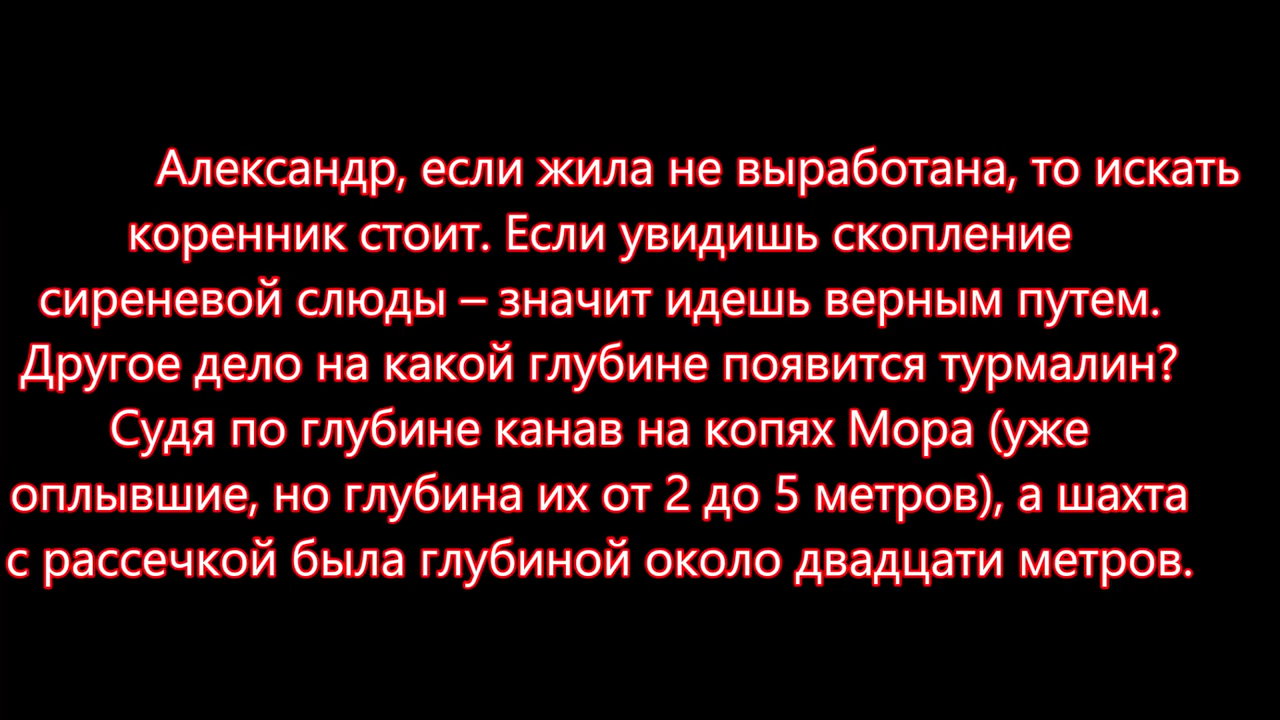 Александр, если жила не выработана, то искать
коренник стоит. Если увидишь скопление
сиреневой слюды – значит идешь верным путем.
Другое дело на какой глубине появится турмалин?
Судя по глубине канав на копях Мора (уже
оплывшие, но глубина их от 2 до 5 метров), а шахта
с рассечкой была глубиной около двадцати метров.